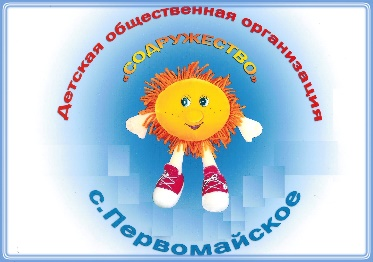 Детская общественная организация
«СОДРУЖЕСТВО»
с.Первомайское